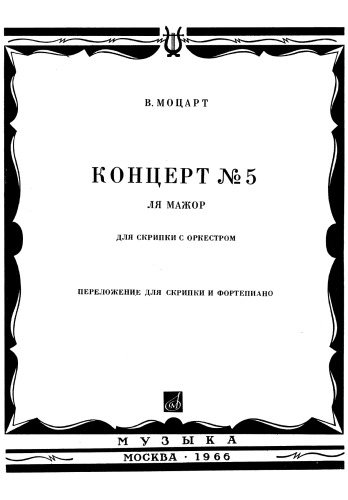 В. МОЦАРТ
КОНЦЕРТ № 5
ЛЯ МАЖОР
ДЛЯ СКРИПКИ С ОРКЕСТРОМ
ПЕРЕЛОЖЕНИЕ ДЛЯ СКРИПКИ И ФОРТЕПИАНО
МУЗЫКА
МОСКВА · 1966